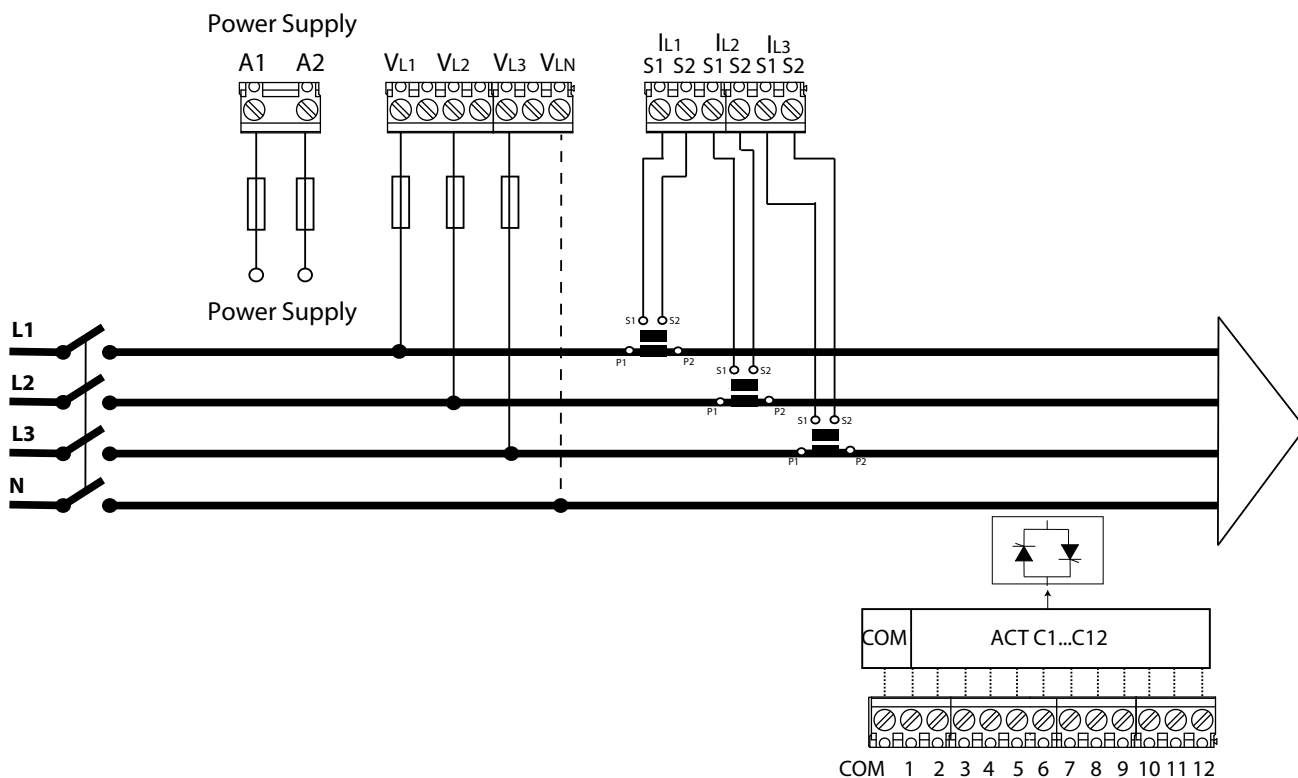 Power Supply
A1 A2
VL1 VL2 VL3 VLN
IL1 IL2 IL3
S1 S2 S1 S2 S1 S2
Power Supply
L1
S1 S2
P1 P2
L2
S1 S2
P1 P2
L3
S1 S2
P1 P2
N
COM ACT C1...C12
COM 1 2 3 4 5 6 7 8 9 10 11 12